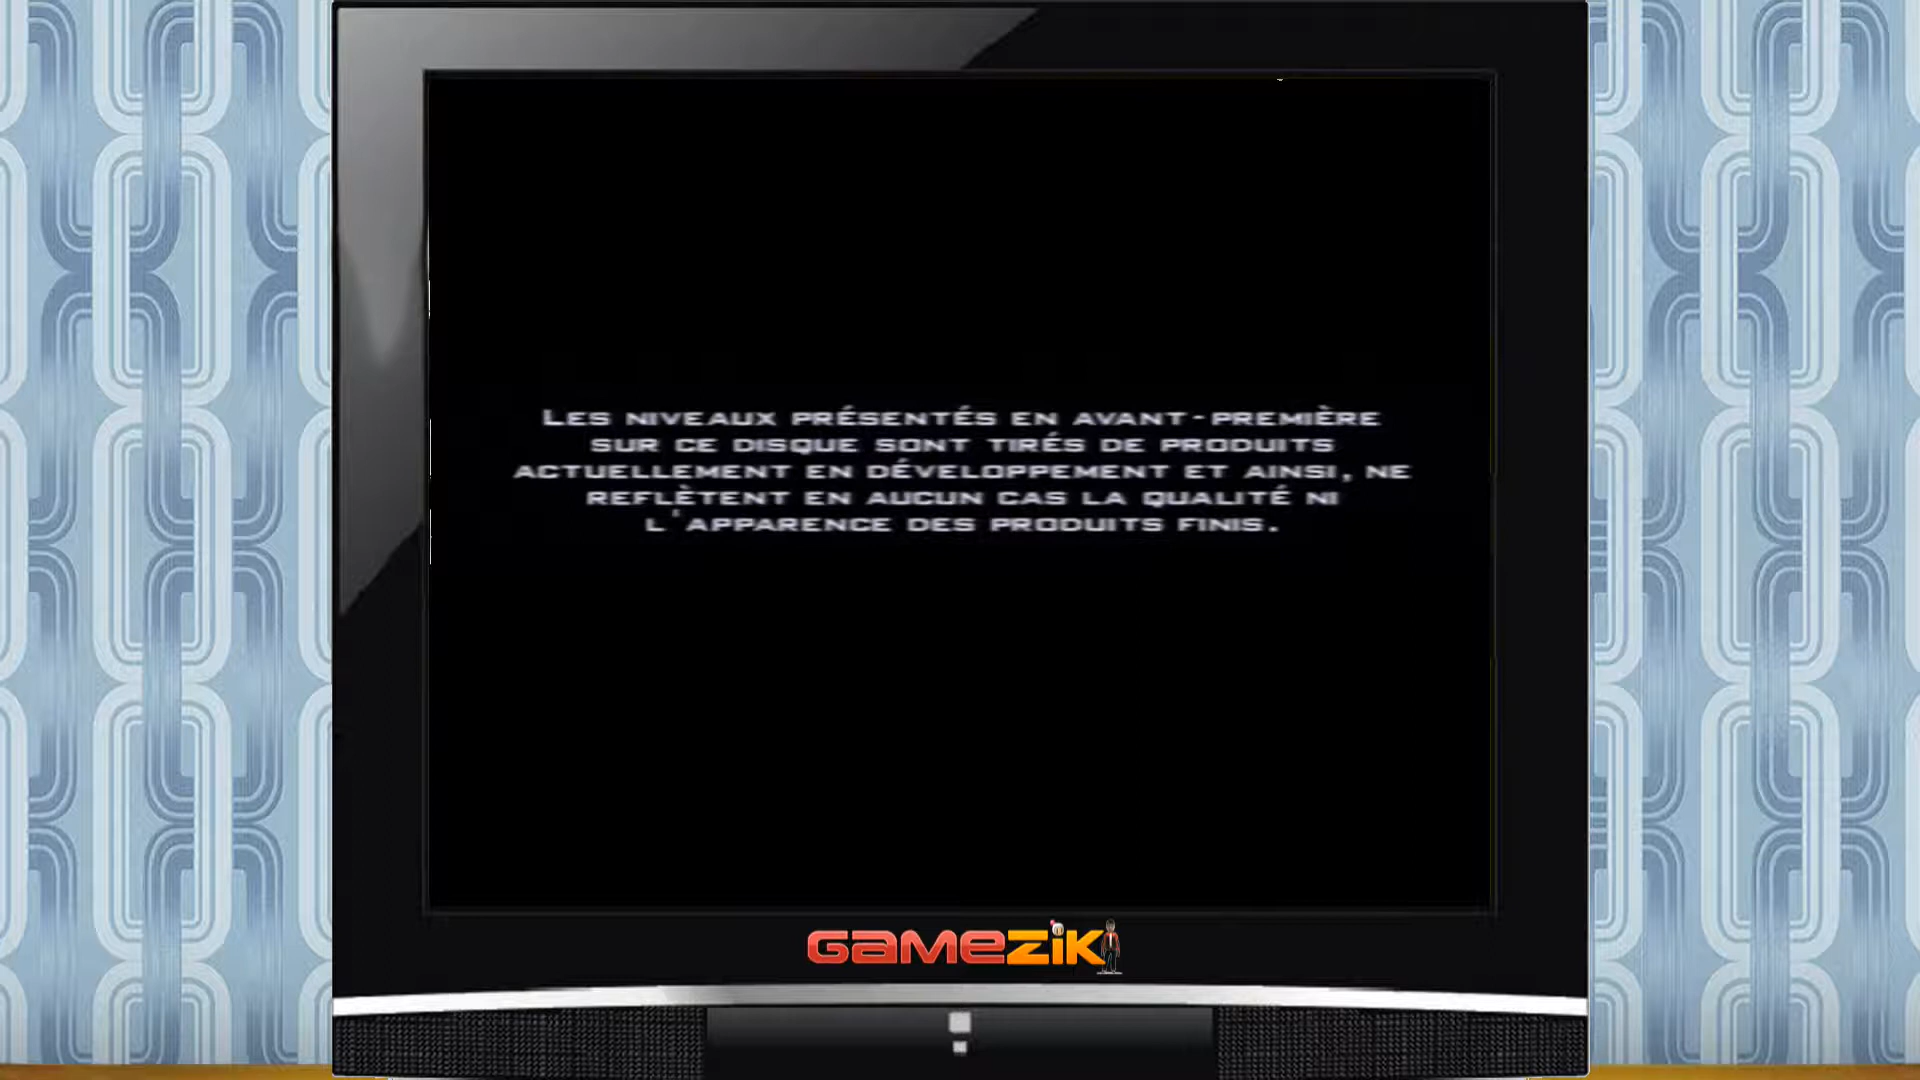 LES NIVEAUX PRÉSENTÉS EN AVANT-PREMIÈRE
SUR CE DISQUE SONT TIRÉS DE PRODUITS
ACTUELLEMENT EN DÉVELOPPEMENT ET AINSI, NE
REFLÈTENT EN AUCUN CAS LA QUALITÉ NI
L'APPARENCE DES PRODUITS FINIS.
GAMEZIK